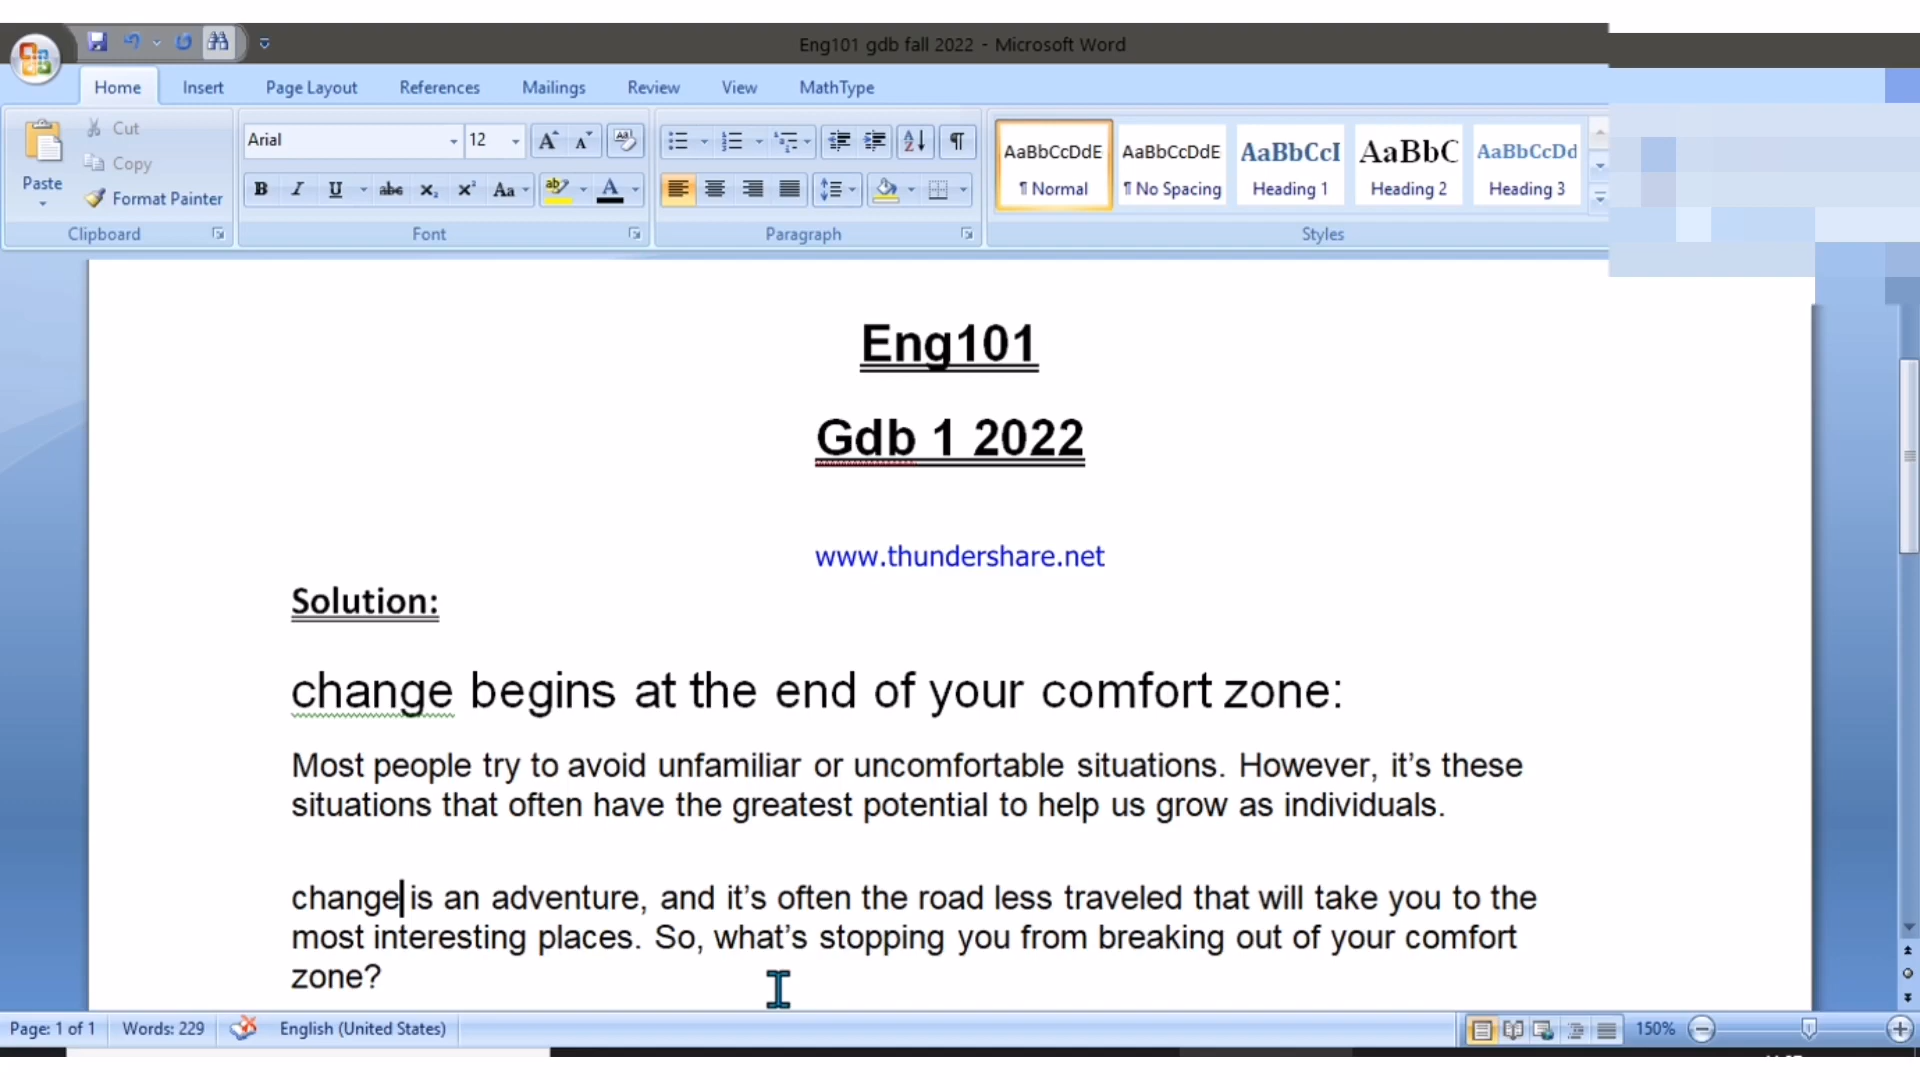 Eng101 gdb fall 2022 - Microsoft Word
Home Insert Page Layout References Mailings Review View MathType
Paste
Cut
Copy
Format Painter
Clipboard
Arial 12
B I U abc X₂ X² Aa ab A
Font
Paragraph
AaBbCcDdE AaBbCcDdE AaBbCcI AaBbC AaBbCcDd
¶ Normal ¶ No Spacing Heading 1 Heading 2 Heading 3
Styles
Eng101
Gdb 1 2022
www.thundershare.net
Solution:
change begins at the end of your comfort zone:
Most people try to avoid unfamiliar or uncomfortable situations. However, it’s these
situations that often have the greatest potential to help us grow as individuals.
change is an adventure, and it’s often the road less traveled that will take you to the
most interesting places. So, what’s stopping you from breaking out of your comfort
zone?
Page: 1 of 1 Words: 229 English (United States) 150%